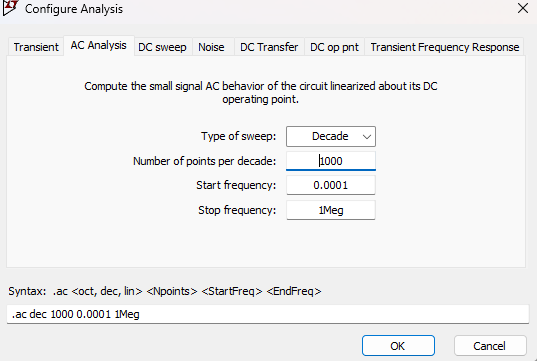 Configure Analysis
Transient AC Analysis DC sweep Noise DC Transfer DC op pnt Transient Frequency Response
Compute the small signal AC behavior of the circuit linearized about its DC
operating point.
Type of sweep: Decade
Number of points per decade: 1000
Start frequency: 0.0001
Stop frequency: 1Meg
Syntax: .ac <oct, dec, lin> <Npoints> <StartFreq> <EndFreq>
.ac dec 1000 0.0001 1Meg
OK Cancel